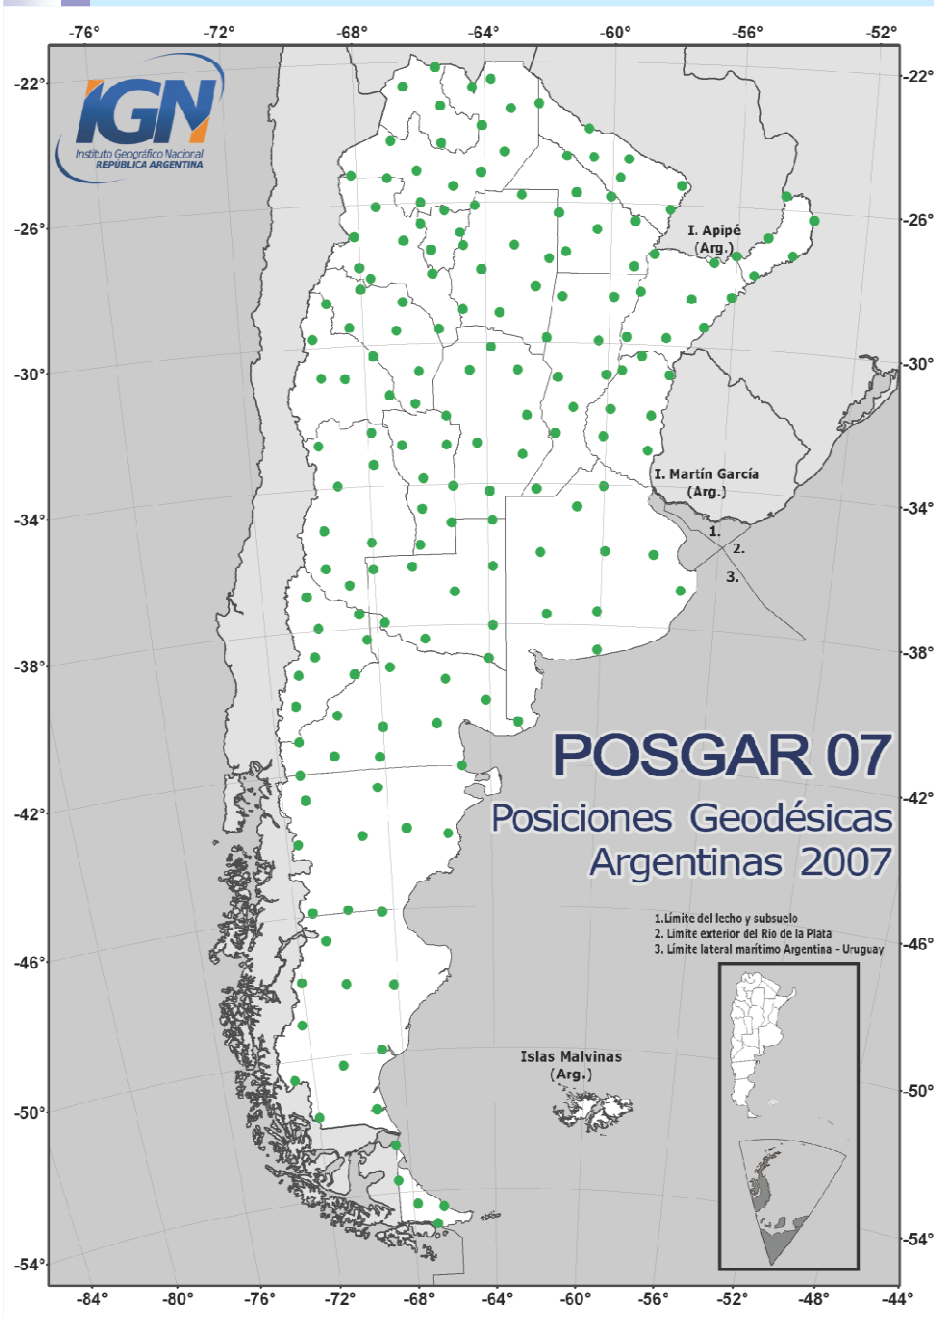 -76° -72° -68° -64° -60° -56° -52°
-22° -22°
IGN
Instituto Geográfico Nacional
REPÚBLICA ARGENTINA
-26° -26°
I. Apipé
(Arg.)
-30° -30°
I. Martín García
(Arg.)
-34° -34°
1.
2.
3.
-38° -38°
POSGAR 07
-42° -42°
Posiciones Geodésicas
Argentinas 2007
1.Límite del lecho y subsuelo
2. Límite exterior del Río de la Plata
3. Límite lateral marítimo Argentina - Uruguay
-46° -46°
Islas Malvinas
(Arg.)
-50° -50°
-54° -54°
-84° -80° -76° -72° -68° -64° -60° -56° -52° -48° -44°